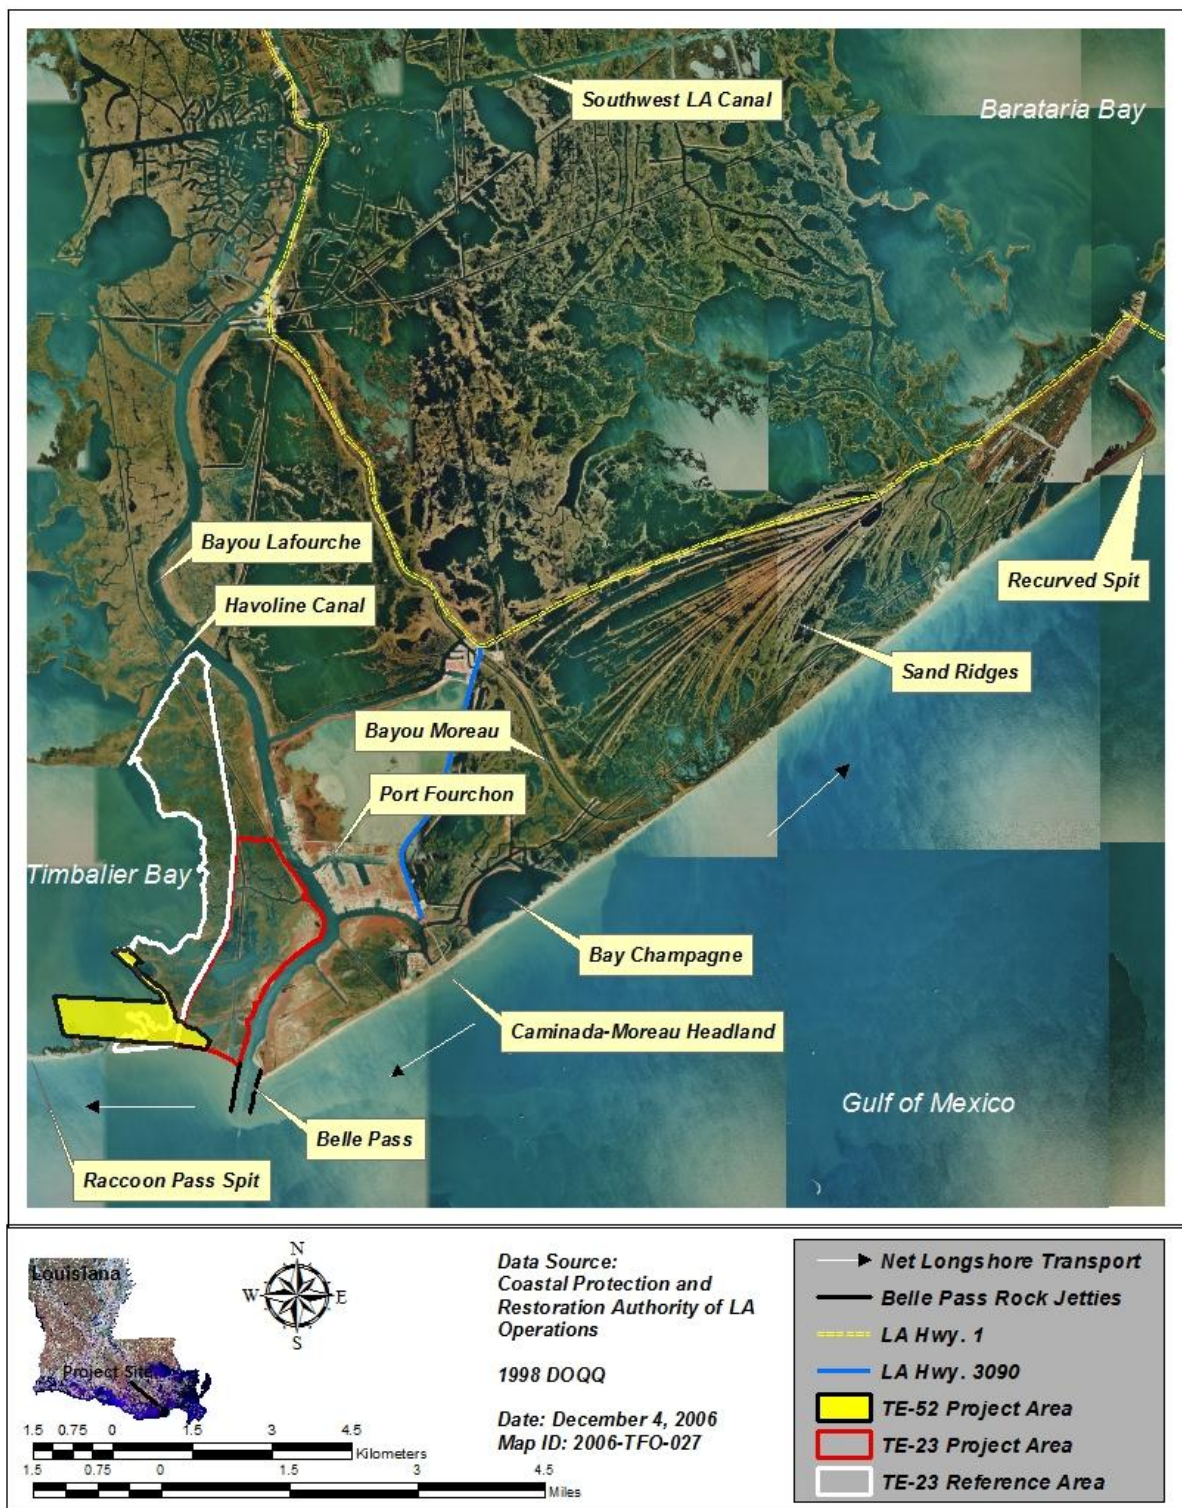 Southwest LA Canal
Barataria Bay
Bayou Lafourche
Havoline Canal
Recurved Spit
Sand Ridges
Bayou Moreau
Port Fourchon
Timbalier Bay
Bay Champagne
Caminada-Moreau Headland
Gulf of Mexico
Belle Pass
Raccoon Pass Spit
Louisiana
Project Site
N
W
E
S
1.5 0.75 0 1.5 3 4.5
Kilometers
1.5 0.75 0 1.5 3 4.5
Miles
Data Source:
Coastal Protection and
Restoration Authority of LA
Operations
1998 DOQQ
Date: December 4, 2006
Map ID: 2006-TFO-027
Net Longshore Transport
Belle Pass Rock Jetties
LA Hwy. 1
LA Hwy. 3090
TE-52 Project Area
TE-23 Project Area
TE-23 Reference Area